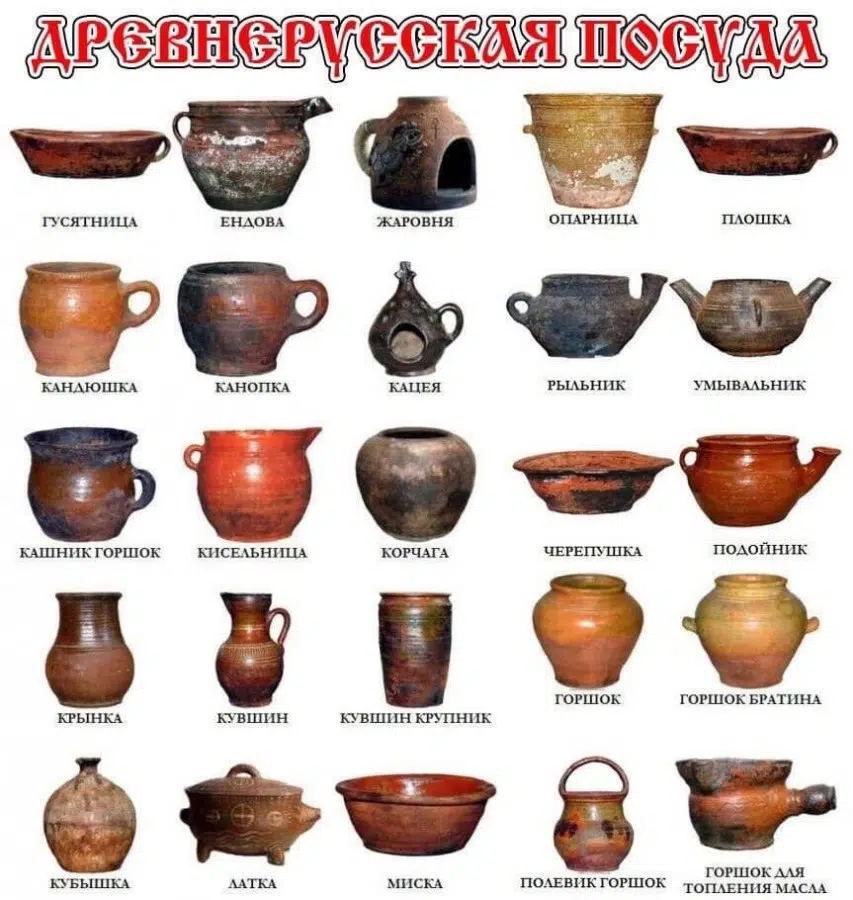 ДРЕВНЕРУССКАЯ ПОСУДА
ГУСЯТНИЦА
ЕНДОВА
ЖАРОВНЯ
ОПАРНИЦА
ПЛОШКА
КАНДЮШКА
КАНОПКА
КАЦЕЯ
РЫЛЬНИК
УМЫВАЛЬНИК
КАШНИК ГОРШОК
КИСЕЛЬНИЦА
КОРЧАГА
ЧЕРЕПУШКА
ПОДОЙНИК
КРЫНКА
КУВШИН
КУВШИН КРУПНИК
ГОРШОК
ГОРШОК БРАТИНА
КУБЫШКА
ЛАТКА
МИСКА
ПОЛЕВИК ГОРШОК
ГОРШОК ДЛЯ
ТОПЛЕНИЯ МАСЛА